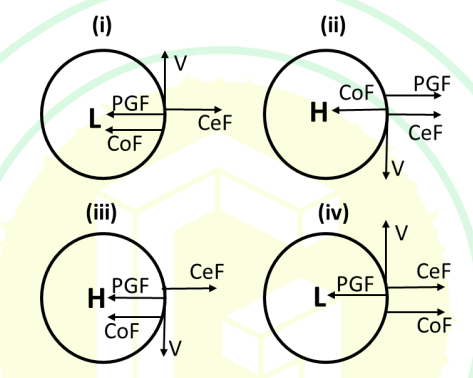 (i)
V
PGF
L
CeF
CoF
(ii)
PGF
CoF
H
CeF
V
(iii)
CeF
PGF
H
CoF
V
(iv)
V
CeF
PGF
L
CoF